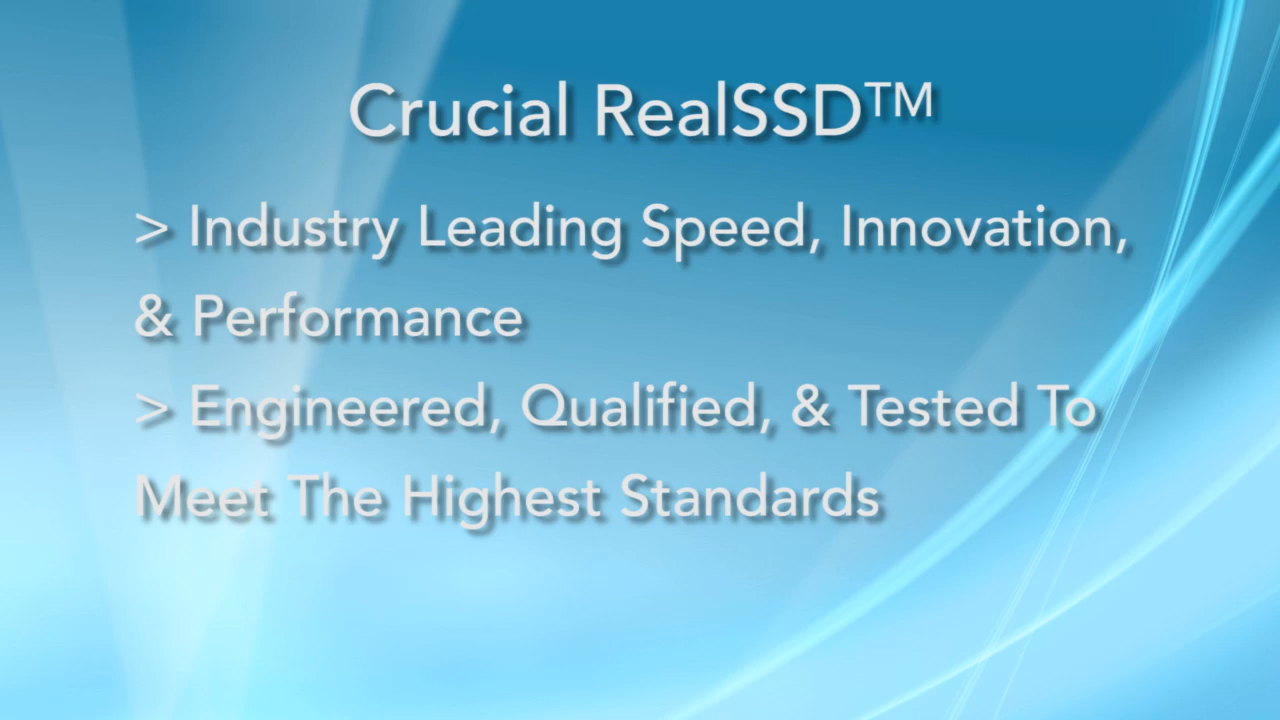 Crucial RealSSD™
> Industry Leading Speed, Innovation,
& Performance
> Engineered, Qualified, & Tested To
Meet The Highest Standards